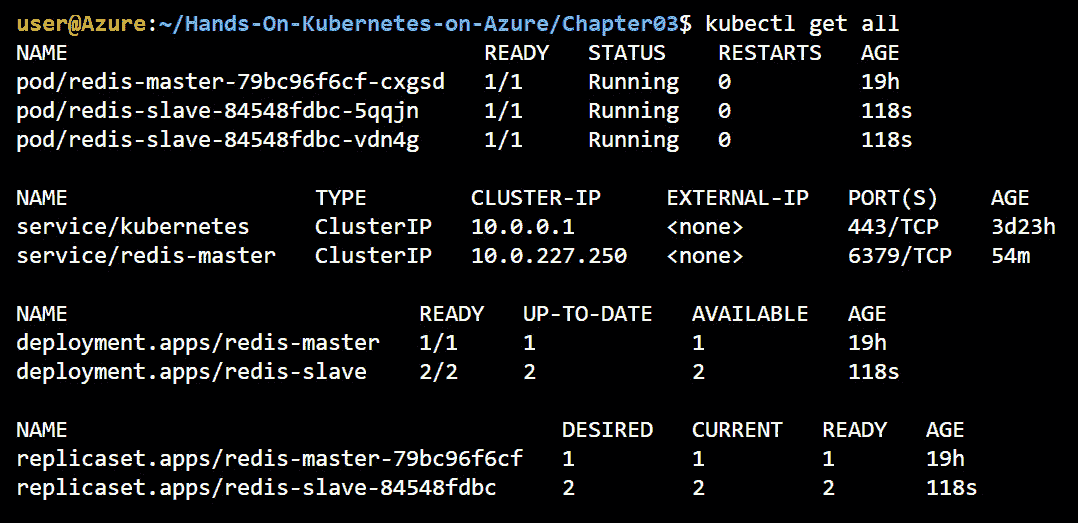 user@Azure:~/Hands-On-Kubernetes-on-Azure/Chapter03$ kubectl get all
NAME READY STATUS RESTARTS AGE
pod/redis-master-79bc96f6cf-cxgsd 1/1 Running 0 19h
pod/redis-slave-84548fdbc-5qqjn 1/1 Running 0 118s
pod/redis-slave-84548fdbc-vdn4g 1/1 Running 0 118s
NAME TYPE CLUSTER-IP EXTERNAL-IP PORT(S) AGE
service/kubernetes ClusterIP 10.0.0.1 <none> 443/TCP 3d23h
service/redis-master ClusterIP 10.0.227.250 <none> 6379/TCP 54m
NAME READY UP-TO-DATE AVAILABLE AGE
deployment.apps/redis-master 1/1 1 1 19h
deployment.apps/redis-slave 2/2 2 2 118s
NAME DESIRED CURRENT READY AGE
replicaset.apps/redis-master-79bc96f6cf 1 1 1 19h
replicaset.apps/redis-slave-84548fdbc 2 2 2 118s